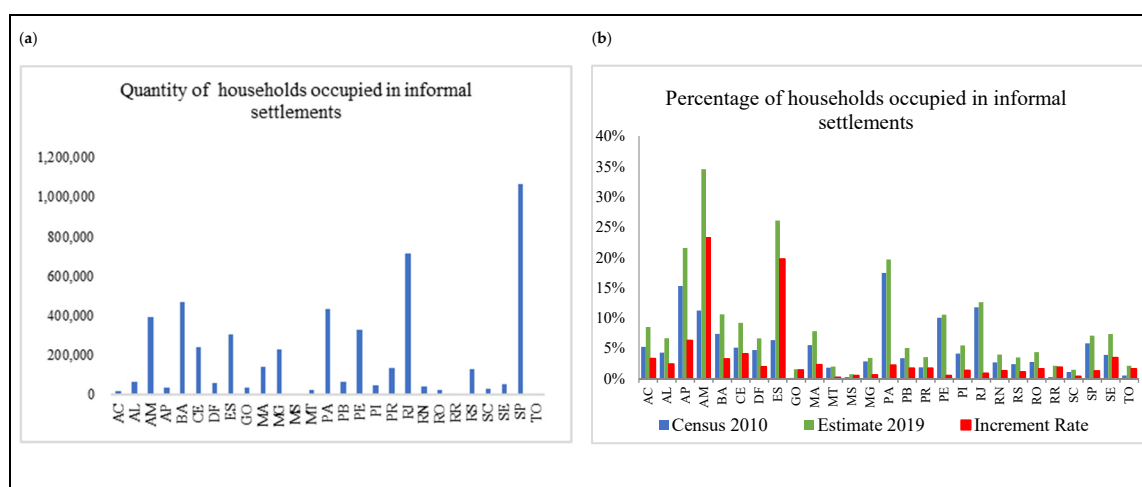 (a)
(b)
Quantity of households occupied in informal
settlements
1,200,000
1,000,000
800,000
600,000
400,000
200,000
0
AC AL AM AP BA CE DF ES GO MA MG MS MT PA PB PE PI PR RJ RN RO RR RS SC SE SP TO
Percentage of households occupied in informal
settlements
40%
35%
30%
25%
20%
15%
10%
5%
0%
AC AL AP AM BA CE DF ES GO MA MT MS MG PA PB PR PE PI RJ RN RS RO RR SC SP SE TO
Census 2010 Estimate 2019 Increment Rate